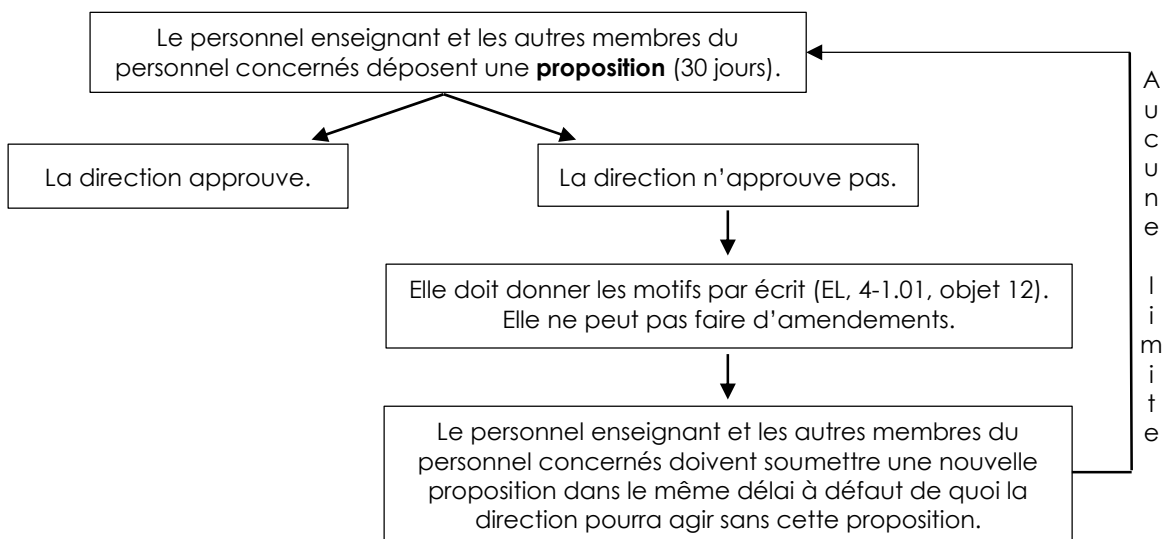 Le personnel enseignant et les autres membres du
personnel concernés déposent une proposition (30 jours).
La direction approuve.
La direction n’approuve pas.
Elle doit donner les motifs par écrit (EL, 4-1.01, objet 12).
Elle ne peut pas faire d’amendements.
Le personnel enseignant et les autres membres du
personnel concernés doivent soumettre une nouvelle
proposition dans le même délai à défaut de quoi la
direction pourra agir sans cette proposition.
Aucune limite